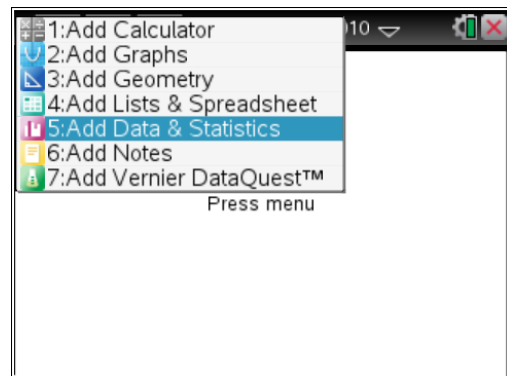 1:Add Calculator
10
2:Add Graphs
3:Add Geometry
4:Add Lists & Spreadsheet
5:Add Data & Statistics
6:Add Notes
7:Add Vernier DataQuest™
Press menu